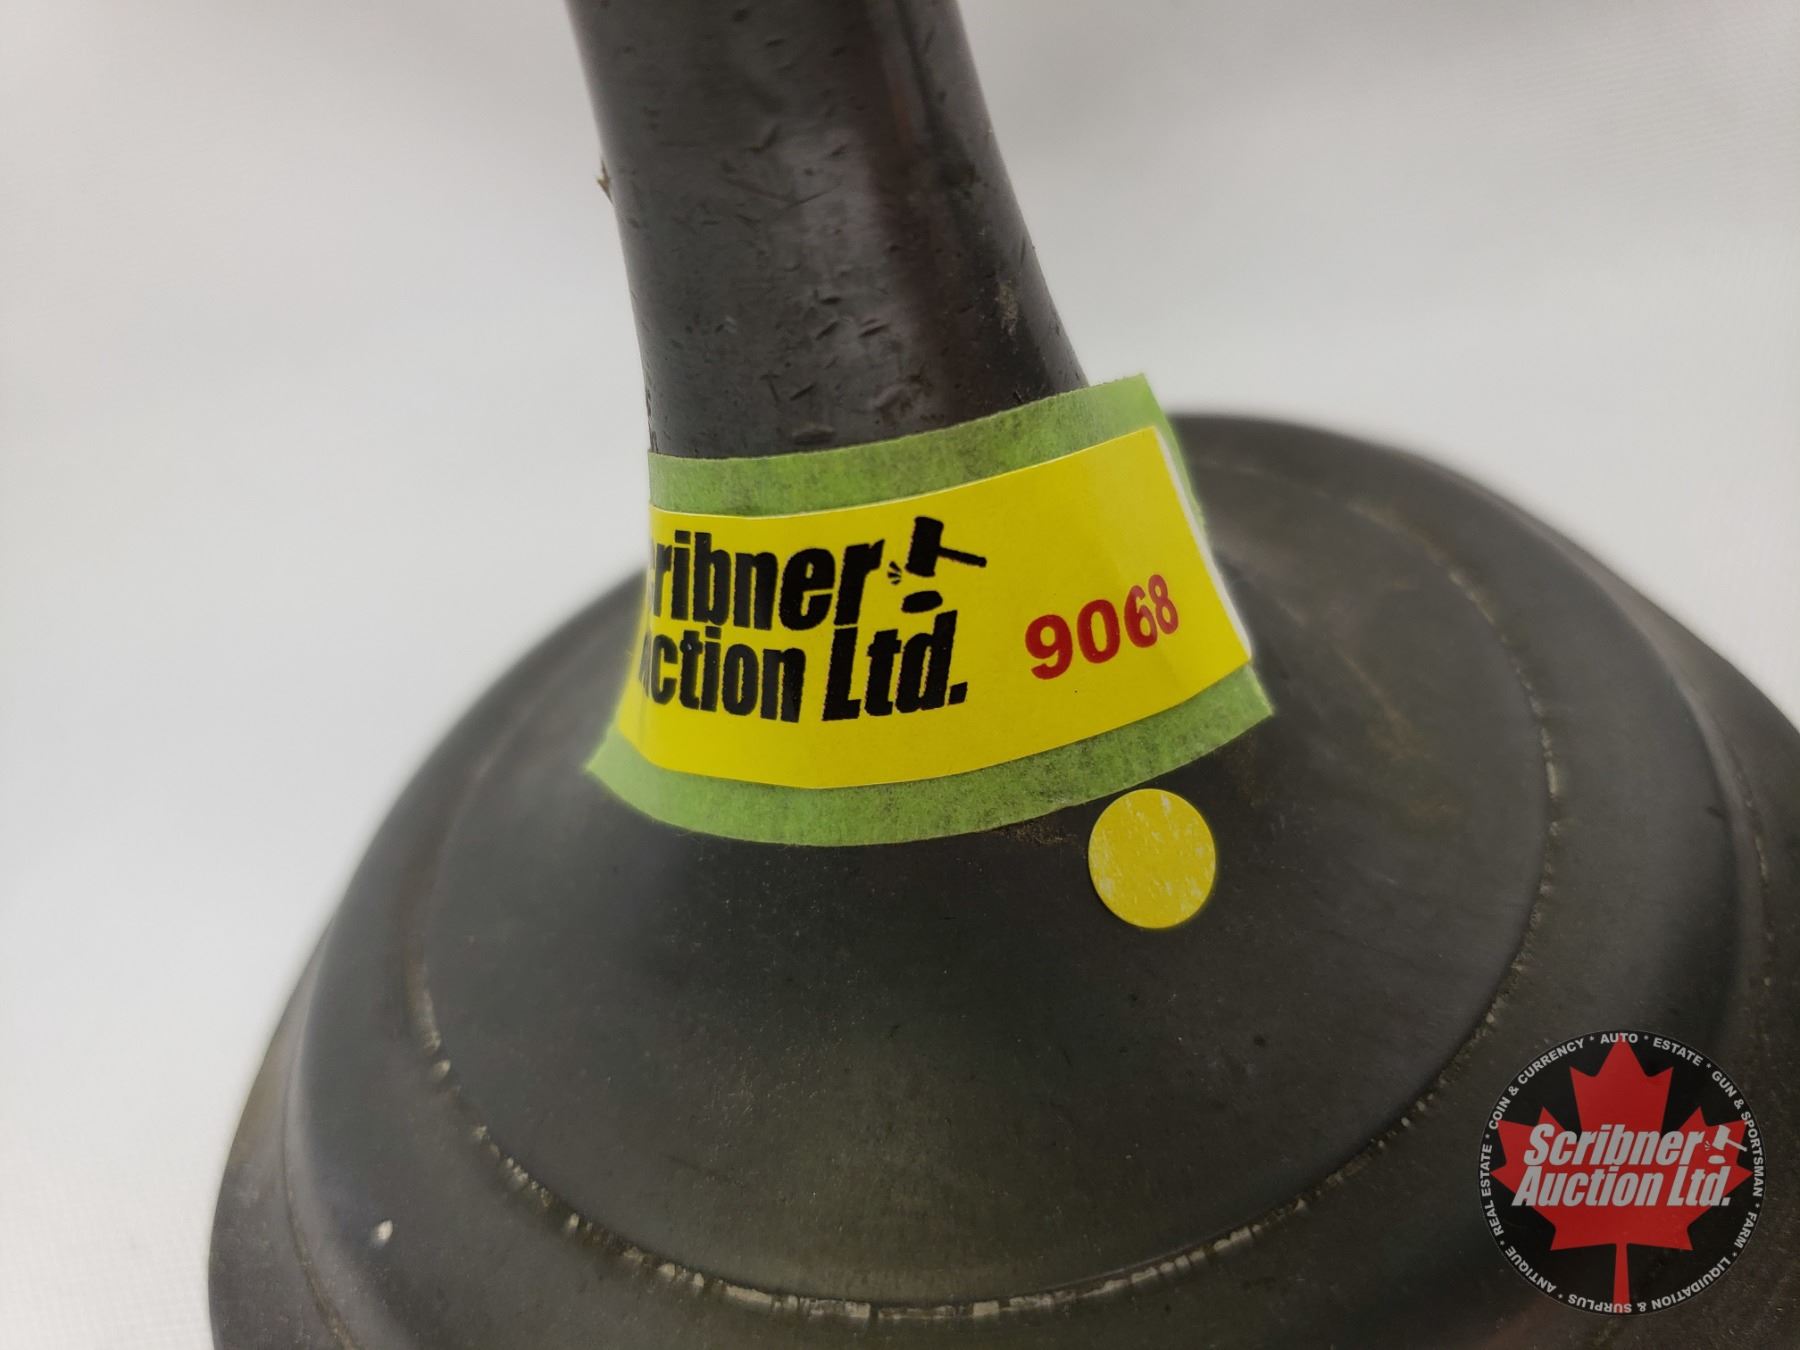 cribner
uction Ltd.
9068
COIN & CURRENCY * AUTO * ESTATE * GUN & SPORTSMAN * FARM * LIQUIDATION & SURPLUS * ANTIQUE * REAL ESTATE *
Scribner
Auction Ltd.